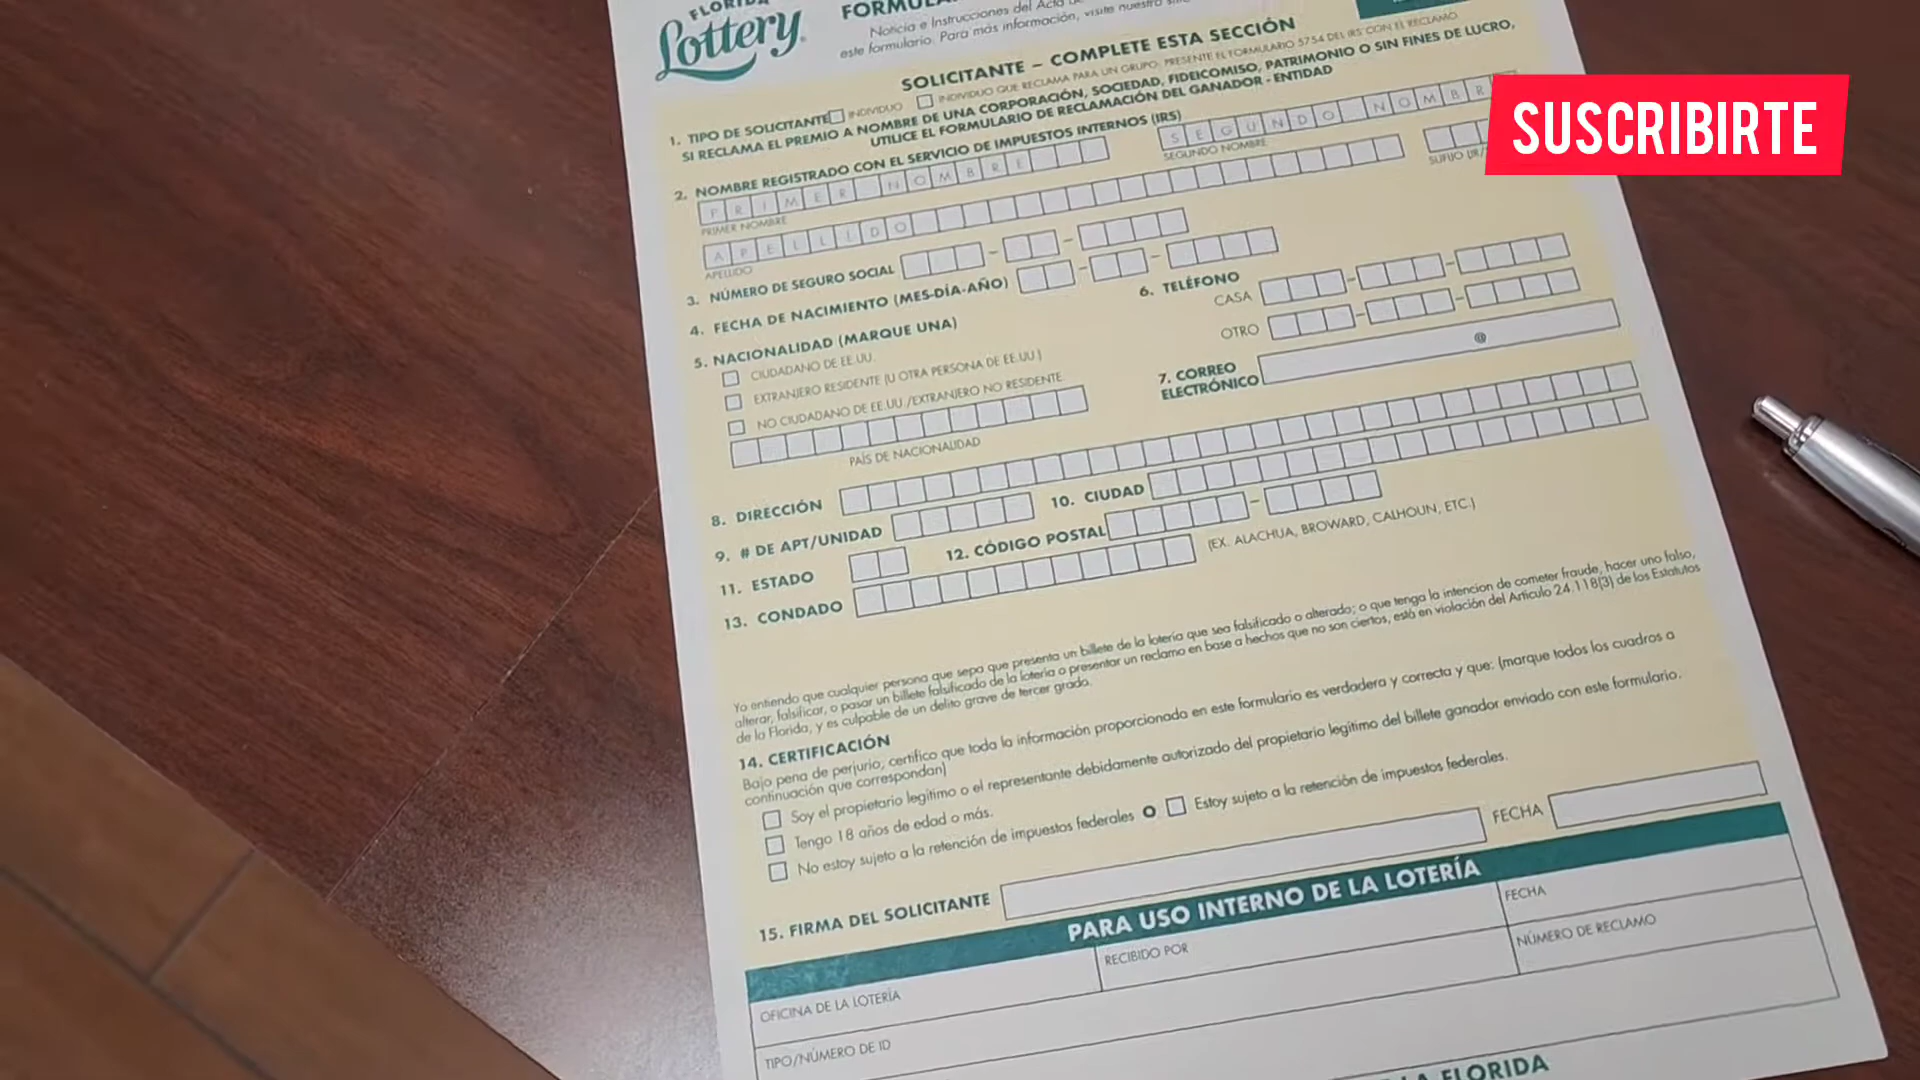 FLORIDA
Lottery
Noticia e Instrucciones del Acta de
este formulario. Para más información, visite nuestro
SOLICITANTE – COMPLETE ESTA SECCIÓN
1. TIPO DE SOLICITANTE INDIVIDUO INDIVIDUO QUE RECLAMA PARA UN GRUPO: PRESENTE EL FORMULARIO 5754 DEL IRS CON EL RECLAMO.
SI RECLAMA EL PREMIO A NOMBRE DE UNA CORPORACIÓN, SOCIEDAD, FIDEICOMISO, PATRIMONIO O SIN FINES DE LUCRO,
UTILICE EL FORMULARIO DE RECLAMACIÓN DEL GANADOR - ENTIDAD
2. NOMBRE REGISTRADO CON EL SERVICIO DE IMPUESTOS INTERNOS (IRS)
PRIMER NOMBRE SEGUNDO NOMBR
PRIMER NOMBRE SEGUNDO NOMBRE
APELLIDO
APELLIDO SUFIJO
3. NÚMERO DE SEGURO SOCIAL
4. FECHA DE NACIMIENTO (MES-DÍA-AÑO)
5. NACIONALIDAD (MARQUE UNA)
CIUDADANO DE EE.UU.
EXTRANJERO RESIDENTE (U OTRA PERSONA DE EE.UU.)
NO CIUDADANO DE EE.UU./EXTRANJERO NO RESIDENTE
PAÍS DE NACIONALIDAD
6. TELÉFONO
CASA
OTRO
7. CORREO
ELECTRÓNICO @
8. DIRECCIÓN
9. # DE APT/UNIDAD 10. CIUDAD
11. ESTADO 12. CÓDIGO POSTAL
13. CONDADO (EX. ALACHUA, BROWARD, CALHOUN, ETC.)
Yo entiendo que cualquier persona que sepa que presenta un billete de la lotería que sea falsificado o alterado; o que tenga la intencion de cometer fraude, hacer uno falso,
alterar, falsificar, o pasar un billete falsificado de la lotería o presentar un reclamo en base a hechos que no son ciertos, está en violación del Articulo 24.118(3) de los Estatutos
de la Florida, y es culpable de un delito grave de tercer grado.
14. CERTIFICACIÓN
Bajo pena de perjurio, certifico que toda la información proporcionada en este formulario es verdadera y correcta y que: (marque todos los cuadros a
continuación que correspondan)
Soy el propietario legítimo o el representante debidamente autorizado del propietario legítimo del billete ganador enviado con este formulario.
Tengo 18 años de edad o más.
No estoy sujeto a la retención de impuestos federales O Estoy sujeto a la retención de impuestos federales.
15. FIRMA DEL SOLICITANTE FECHA
PARA USO INTERNO DE LA LOTERÍA
OFICINA DE LA LOTERÍA RECIBIDO POR FECHA
TIPO/NÚMERO DE ID NÚMERO DE RECLAMO
LA FLORIDA
SUSCRIBIRTE